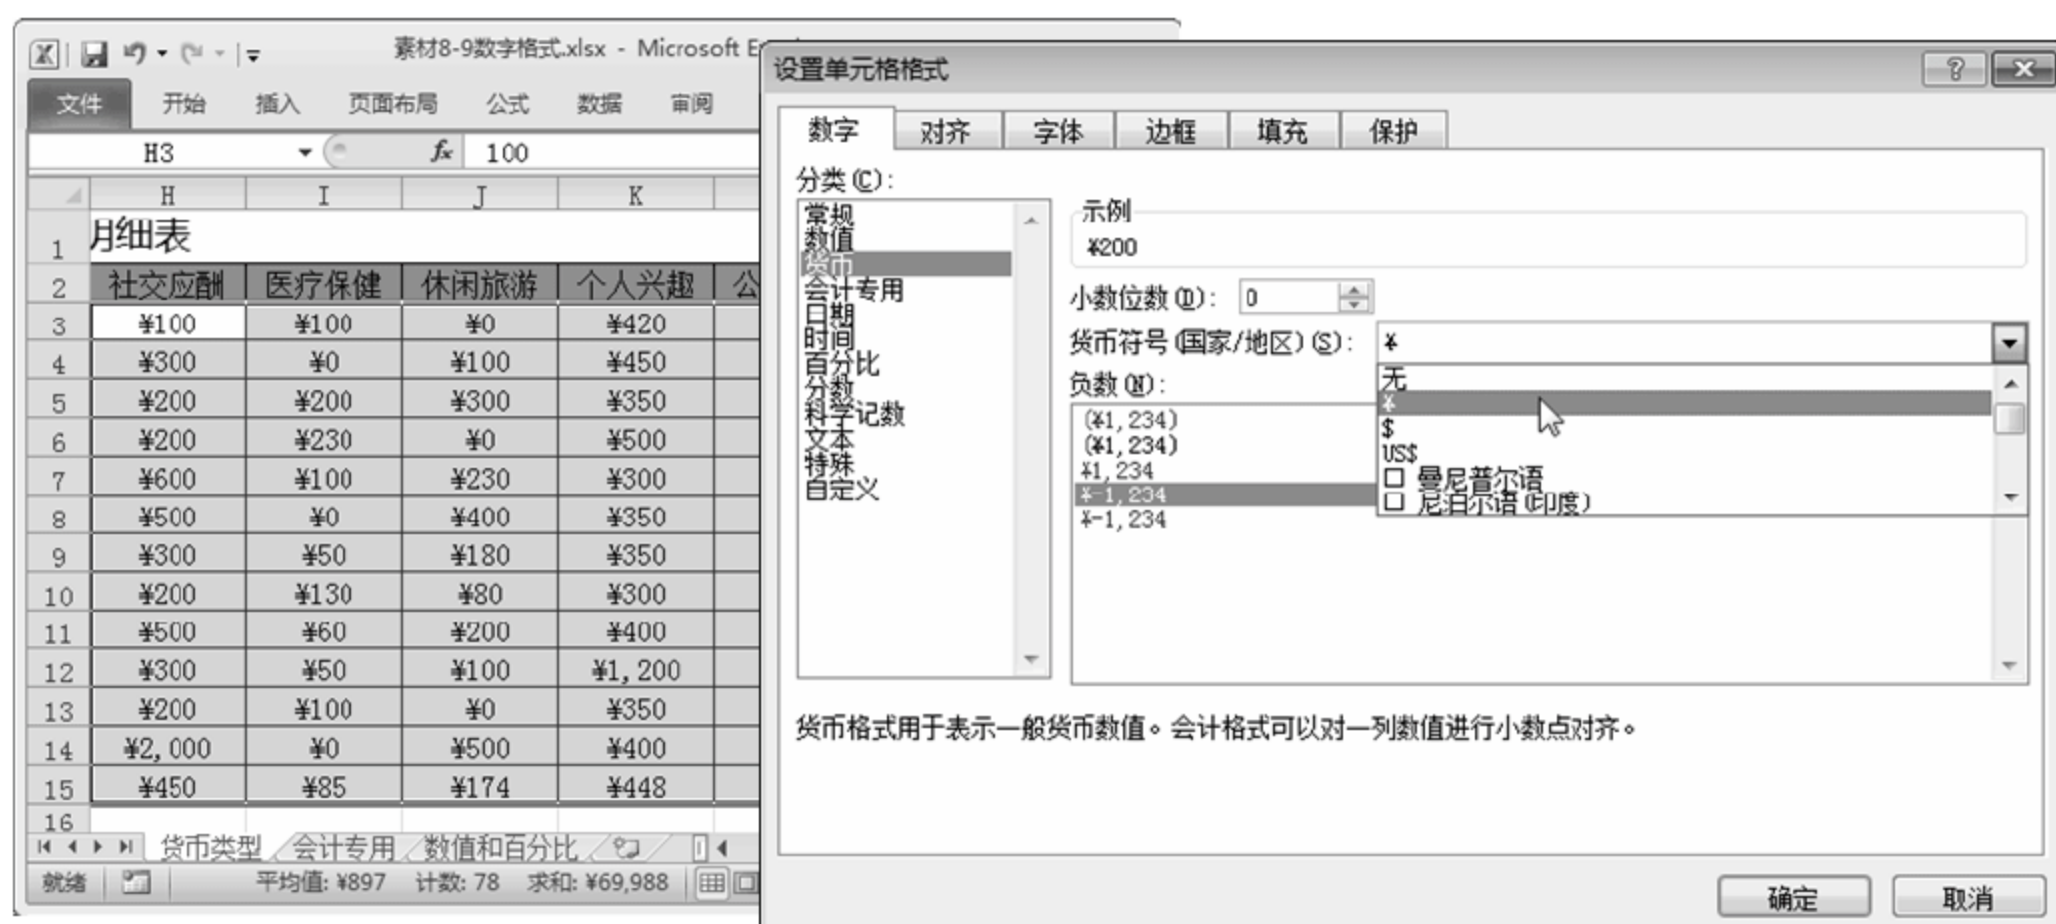 素材8-9数字格式.xlsx - Microsoft E
文件 开始 插入 页面布局 公式 数据 审阅
H3 fx 100
H I J K
1 月细表
2 社交应酬 医疗保健 休闲旅游 个人兴趣 公
3 ¥100 ¥100 ¥0 ¥420
4 ¥300 ¥0 ¥100 ¥450
5 ¥200 ¥200 ¥300 ¥350
6 ¥200 ¥230 ¥0 ¥500
7 ¥600 ¥100 ¥230 ¥300
8 ¥500 ¥0 ¥400 ¥350
9 ¥300 ¥50 ¥180 ¥350
10 ¥200 ¥130 ¥80 ¥300
11 ¥500 ¥60 ¥200 ¥400
12 ¥300 ¥50 ¥100 ¥1,200
13 ¥200 ¥100 ¥0 ¥350
14 ¥2,000 ¥0 ¥500 ¥400
15 ¥450 ¥85 ¥174 ¥448
16
货币类型 会计专用 数值和百分比
就绪 平均值: ¥897 计数: 78 求和: ¥69,988
设置单元格格式
数字 对齐 字体 边框 填充 保护
分类(C):
常规
数值
货币
会计专用
日期
时间
百分比
分数
科学记数
文本
特殊
自定义
示例
¥200
小数位数(D): 0
货币符号(国家/地区)(S): ¥
无
¥
$
US$
曼尼普尔语
尼泊尔语(印度)
负数(N):
(¥1,234)
(¥1,234)
¥1,234
¥-1,234
¥-1,234
货币格式用于表示一般货币数值。会计格式可以对一列数值进行小数点对齐。
确定 取消